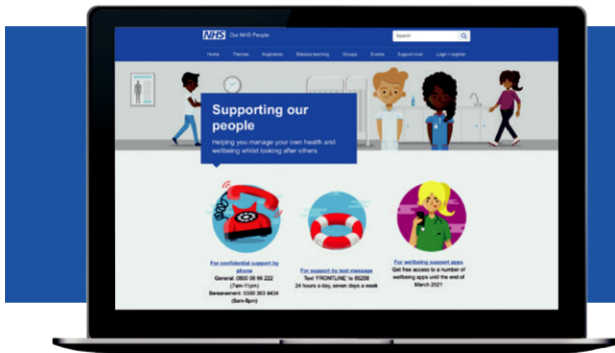 NHS Our NHS People
Search
Home Themes Inspiration Bitesize learning Groups Events Support now Login / register
Supporting our
people
Helping you manage your own health and
wellbeing whilst looking after others
For confidential support by
phone
General: 0800 06 96 222
(7am-11pm)
Bereavement: 0300 303 4434
(8am-8pm)
For support by text message
Text 'FRONTLINE' to 85258
24 hours a day, seven days a week
For wellbeing support apps
Get free access to a number of
wellbeing apps until the end of
March 2021